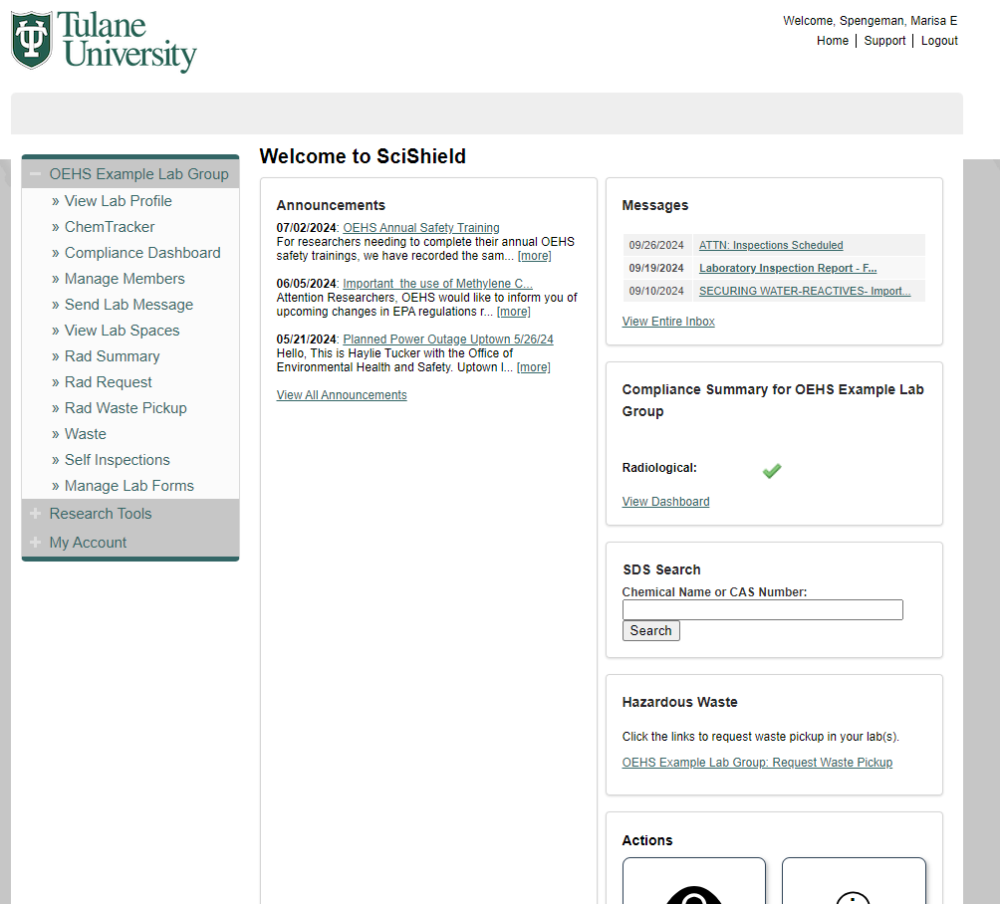 Tulane
University
Welcome, Spengeman, Marisa E
Home | Support | Logout
OEHS Example Lab Group
» View Lab Profile
» ChemTracker
» Compliance Dashboard
» Manage Members
» Send Lab Message
» View Lab Spaces
» Rad Summary
» Rad Request
» Rad Waste Pickup
» Waste
» Self Inspections
» Manage Lab Forms
Research Tools
My Account
Welcome to SciShield
Announcements
07/02/2024: OEHS Annual Safety Training
For researchers needing to complete their annual OEHS
safety trainings, we have recorded the sam... [more]
06/05/2024: Important  the use of Methylene C...
Attention Researchers, OEHS would like to inform you of
upcoming changes in EPA regulations r... [more]
05/21/2024: Planned Power Outage Uptown 5/26/24
Hello, This is Haylie Tucker with the Office of
Environmental Health and Safety. Uptown I... [more]
View All Announcements
Messages
09/26/2024 ATTN: Inspections Scheduled
09/19/2024 Laboratory Inspection Report - F...
09/10/2024 SECURING WATER-REACTIVES- Import...
View Entire Inbox
Compliance Summary for OEHS Example Lab
Group
Radiological:
View Dashboard
SDS Search
Chemical Name or CAS Number:
Search
Hazardous Waste
Click the links to request waste pickup in your lab(s).
OEHS Example Lab Group: Request Waste Pickup
Actions